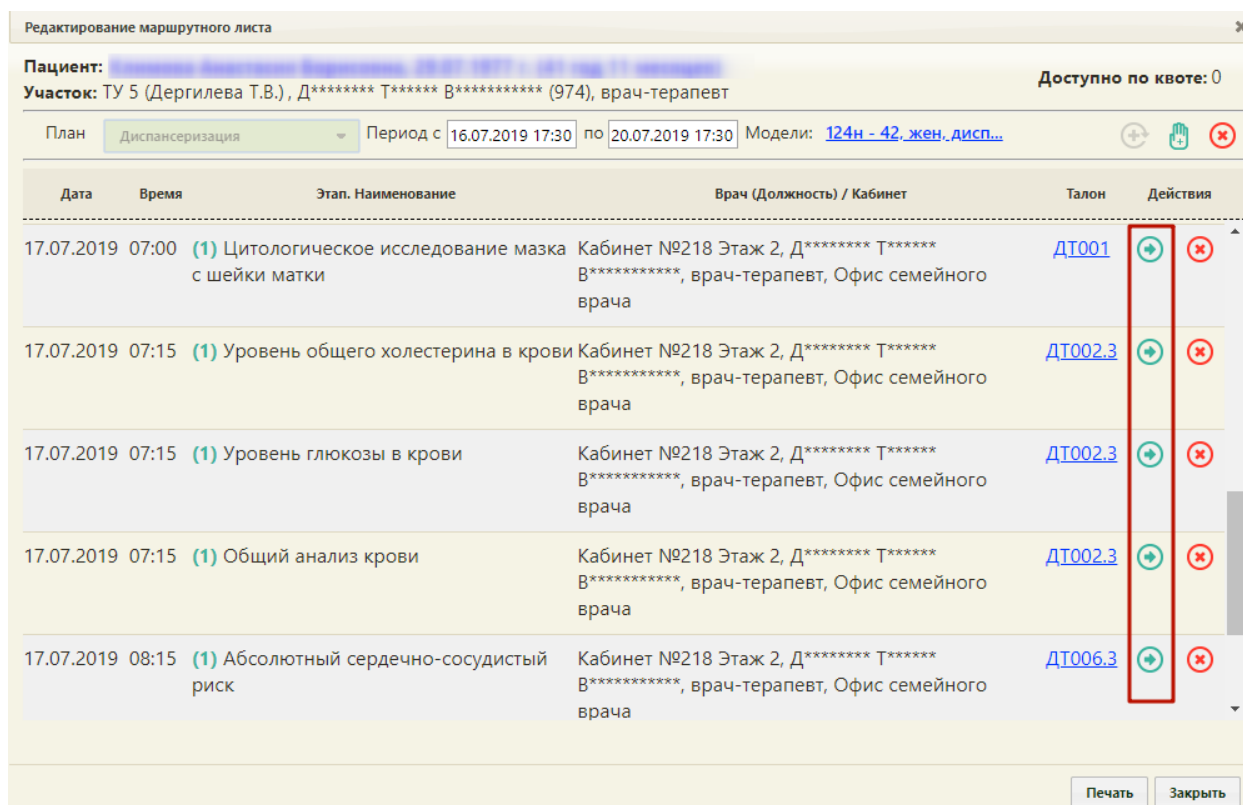 Редактирование маршрутного листа
Пациент:
Доступно по квоте: 0
Участок: ТУ 5 (Дергилева Т.В.) , Д******** Т****** В*********** (974), врач-терапевт
План Диспансеризация Период с 16.07.2019 17:30 по 20.07.2019 17:30 Модели: 124н - 42, жен, дисп...
Дата Время Этап. Наименование Врач (Должность) / Кабинет Талон Действия
17.07.2019 07:00 (1) Цитологическое исследование мазка Кабинет №218 Этаж 2, Д******** Т****** ДТ001
с шейки матки В***********, врач-терапевт, Офис семейного
врача
17.07.2019 07:15 (1) Уровень общего холестерина в крови Кабинет №218 Этаж 2, Д******** Т****** ДТ002.3
В***********, врач-терапевт, Офис семейного
врача
17.07.2019 07:15 (1) Уровень глюкозы в крови Кабинет №218 Этаж 2, Д******** Т****** ДТ002.3
В***********, врач-терапевт, Офис семейного
врача
17.07.2019 07:15 (1) Общий анализ крови Кабинет №218 Этаж 2, Д******** Т****** ДТ002.3
В***********, врач-терапевт, Офис семейного
врача
17.07.2019 08:15 (1) Абсолютный сердечно-сосудистый Кабинет №218 Этаж 2, Д******** Т****** ДТ006.3
риск В***********, врач-терапевт, Офис семейного
врача
Печать Закрыть